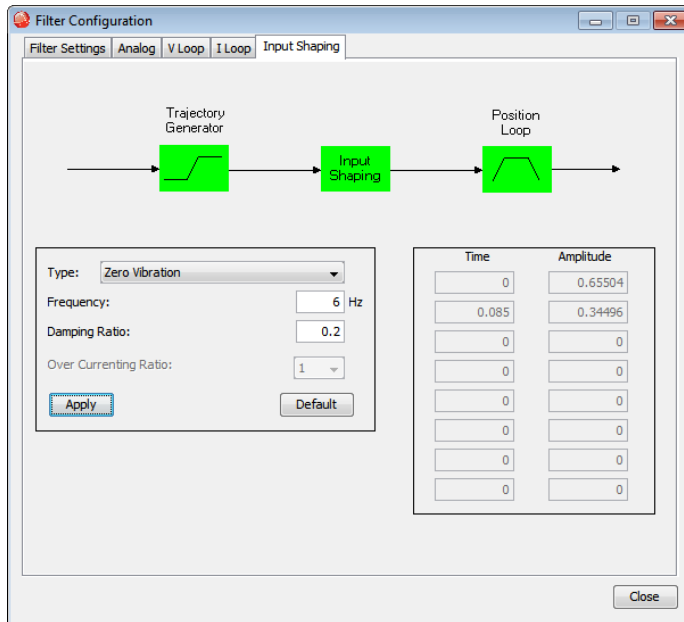 Filter Configuration
Filter Settings Analog V Loop I Loop Input Shaping
Trajectory
Generator
Position
Loop
Input
Shaping
Type: Zero Vibration
Frequency: 6 Hz
Damping Ratio: 0.2
Over Currenting Ratio: 1
Apply Default
Time Amplitude
0 0.65504
0.085 0.34496
0 0
0 0
0 0
0 0
0 0
0 0
Close